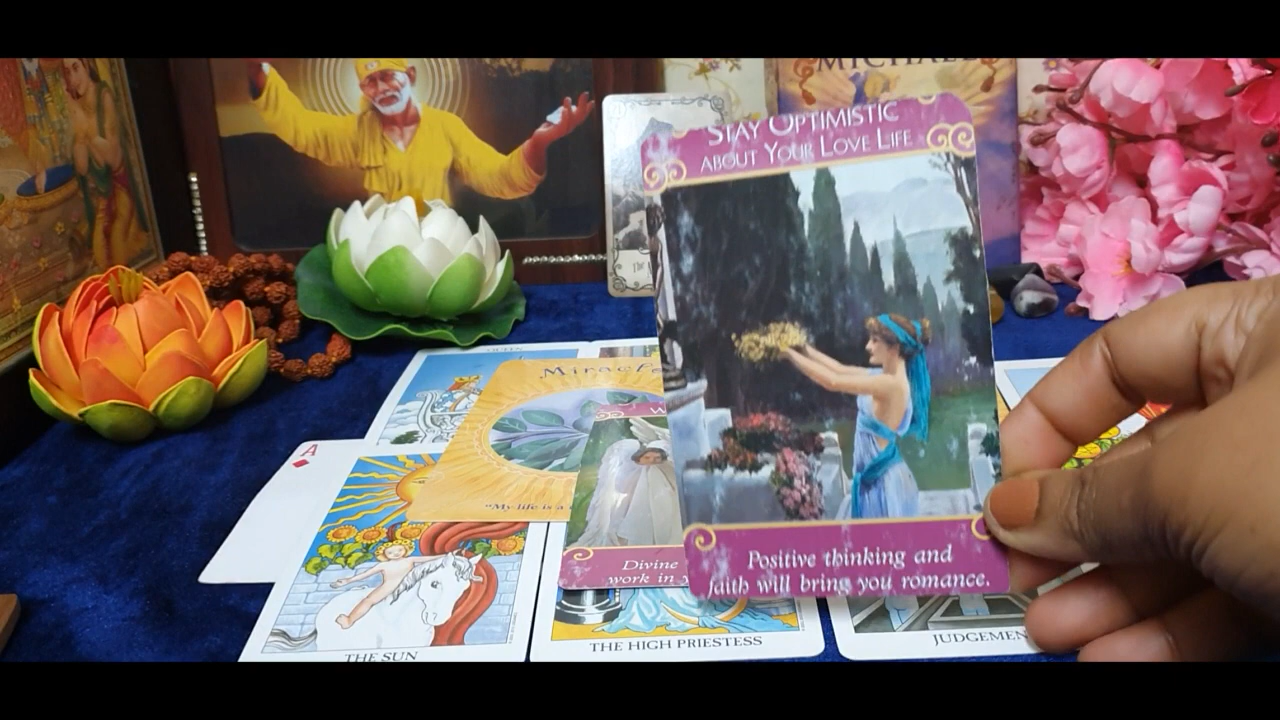 MICHAEL
STAY OPTIMISTIC
ABOUT YOUR LOVE LIFE
Positive thinking and
faith will bring you romance.
Miracle
"My life is a
Divine
work in
A
THE SUN
THE HIGH PRIESTESS
JUDGEMEN